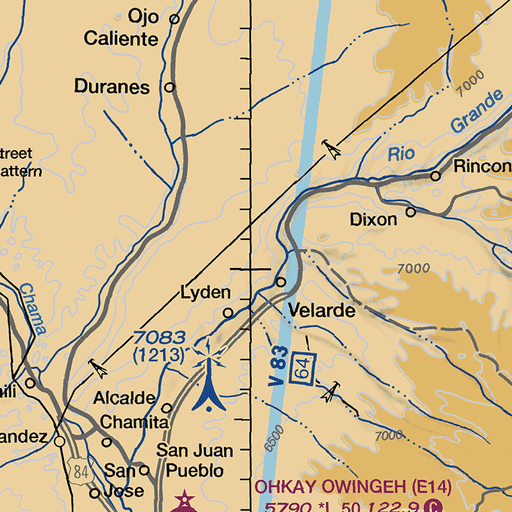 Ojo
Caliente
Duranes
7000
Grande
Rio
Rincon
treet
attern
Dixon
7000
Chama
Lyden
Velarde
7083
(1213)
V 83
64
Alcalde
Chamita
6500
7000
San Juan
Pueblo
84
San
Jose
OHKAY OWINGEH (E14)
5790 *L 50 122.9 C